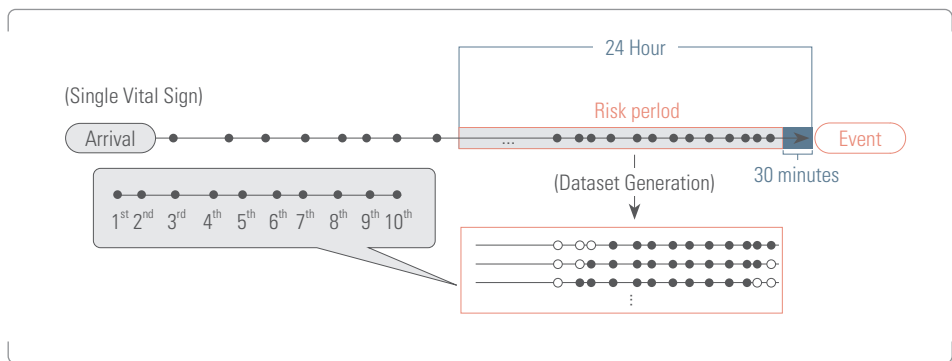 24 Hour
(Single Vital Sign)
Risk period
Arrival
...
Event
(Dataset Generation)
30 minutes
1st 2nd 3rd 4th 5th 6th 7th 8th 9th 10th
⋮